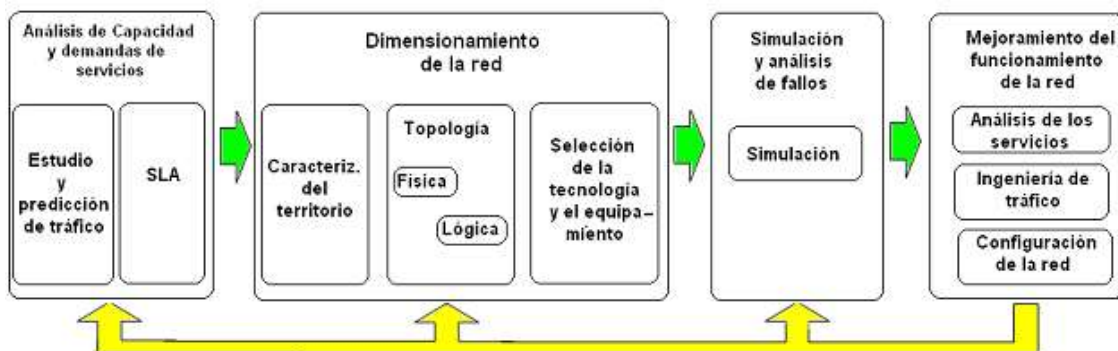 Análisis de Capacidad
y demandas de
servicios
Estudio
y
predicción
de tráfico
SLA
Dimensionamiento
de la red
Caracteriz.
del
territorio
Topología
Física
Lógica
Selección
de la
tecnología
y el equipa-
miento
Simulación
y análisis
de fallos
Simulación
Mejoramiento del
funcionamiento
de la red
Análisis de los
servicios
Ingeniería de
tráfico
Configuración
de la red